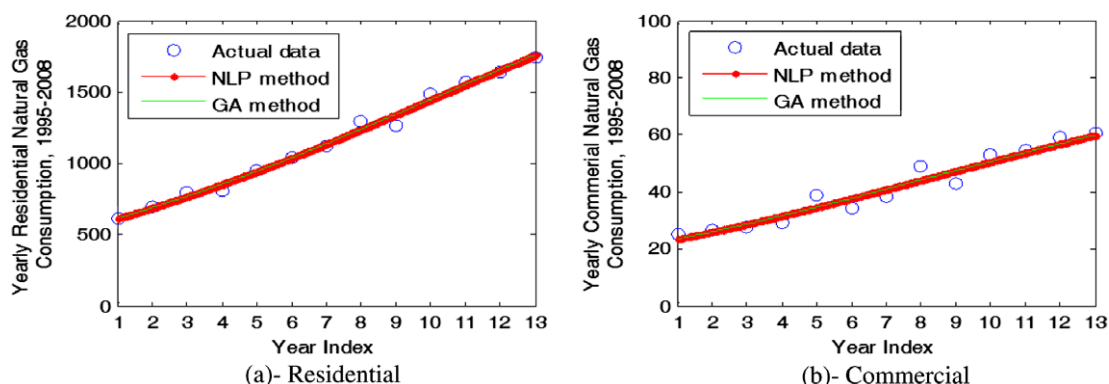 Yearly Residential Natural Gas
Consumption, 1995-2008
2000
1500
1000
500
0
Actual data
NLP method
GA method
1 2 3 4 5 6 7 8 9 10 11 12 13
Year Index
(a)- Residential
Yearly Commerial Natural Gas
Consumption, 1995-2008
100
80
60
40
20
0
Actual data
NLP method
GA method
1 2 3 4 5 6 7 8 9 10 11 12 13
Year Index
(b)- Commercial